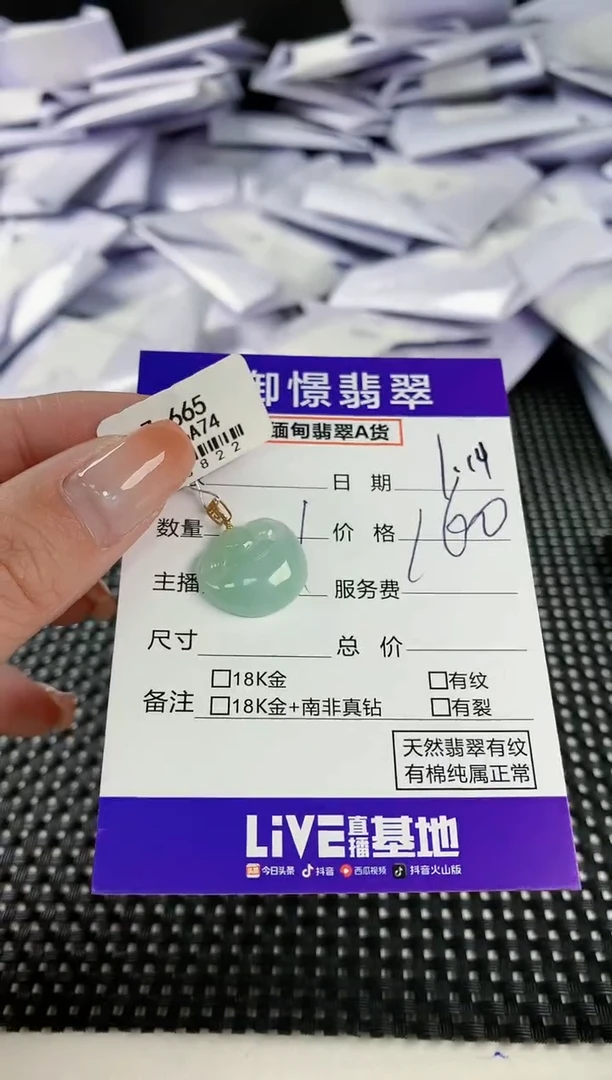 665
A74
822
御憬翡翠
缅甸翡翠A货
日期 1.14
数量 1 价格 160
主播 服务费
尺寸 总价
□18K金 □有纹
备注 □18K金+南非真钻 □有裂
天然翡翠有纹
有棉纯属正常
LiVE直播基地
今日头条 抖音 西瓜视频 抖音火山版